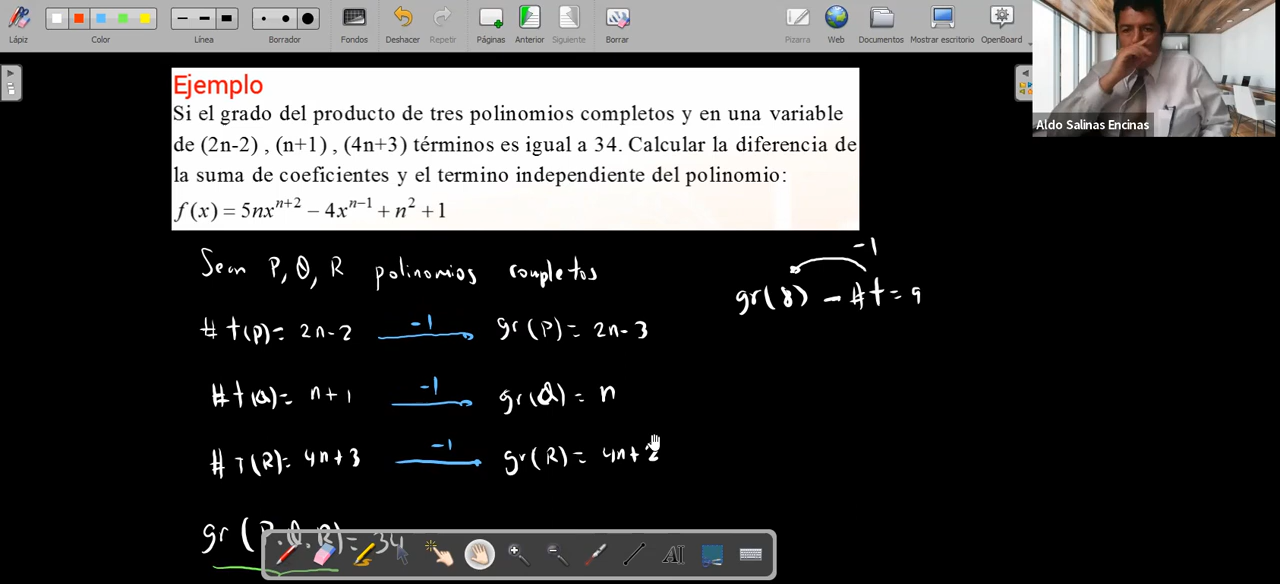 Lápiz Color Línea Borrador Fondos Deshacer Repetir Páginas Anterior Siguiente Borrar Pizarra Web Documentos Mostrar escritorio OpenBoard
Aldo Salinas Encinas
Ejemplo
Si el grado del producto de tres polinomios completos y en una variable
de (2n-2) , (n+1) , (4n+3) términos es igual a 34. Calcular la diferencia de
la suma de coeficientes y el termino independiente del polinomio:
f(x) = 5nxⁿ⁺² − 4xⁿ⁻¹ + n² + 1
Sean P, Q, R polinomios completos
-1
gr(8) - #t = 9
#t(P)= 2n-2 -1 gr(P)= 2n-3
#t(Q)= n+1 -1 gr(Q)= n
#T(R)= 4n+3 -1 gr(R)= 4n+2
gr(P.Q.R)= 34
AI